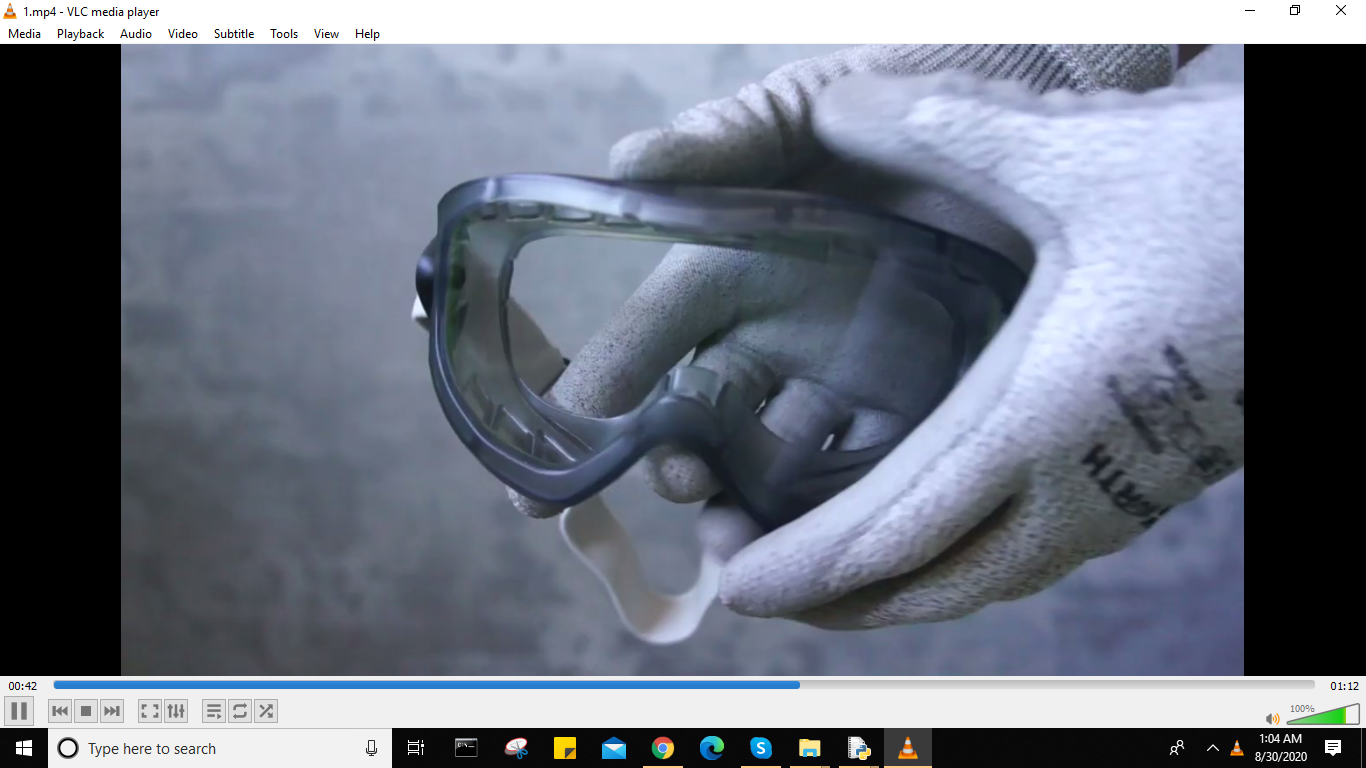 1.mp4 - VLC media player
Media Playback Audio Video Subtitle Tools View Help
00:42
01:12
100%
Type here to search
1:04 AM
8/30/2020